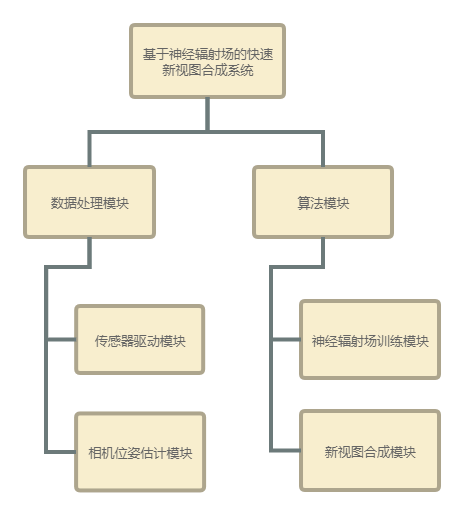 基于神经辐射场的快速
新视图合成系统
数据处理模块
算法模块
传感器驱动模块
神经辐射场训练模块
相机位姿估计模块
新视图合成模块